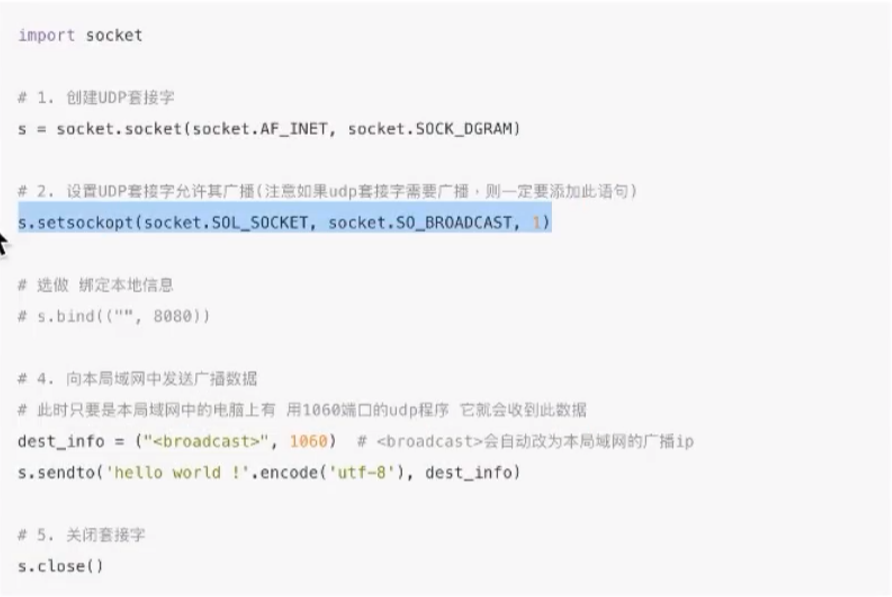 import socket
# 1. 创建UDP套接字
s = socket.socket(socket.AF_INET, socket.SOCK_DGRAM)
# 2. 设置UDP套接字允许其广播(注意如果udp套接字需要广播，则一定要添加此语句)
s.setsockopt(socket.SOL_SOCKET, socket.SO_BROADCAST, 1)
# 选做 绑定本地信息
# s.bind(("", 8080))
# 4. 向本局域网中发送广播数据
# 此时只要是本局域网中的电脑上有 用1060端口的udp程序 它就会收到此数据
dest_info = ("<broadcast>", 1060)  # <broadcast>会自动改为本局域网的广播ip
s.sendto('hello world !'.encode('utf-8'), dest_info)
# 5. 关闭套接字
s.close()